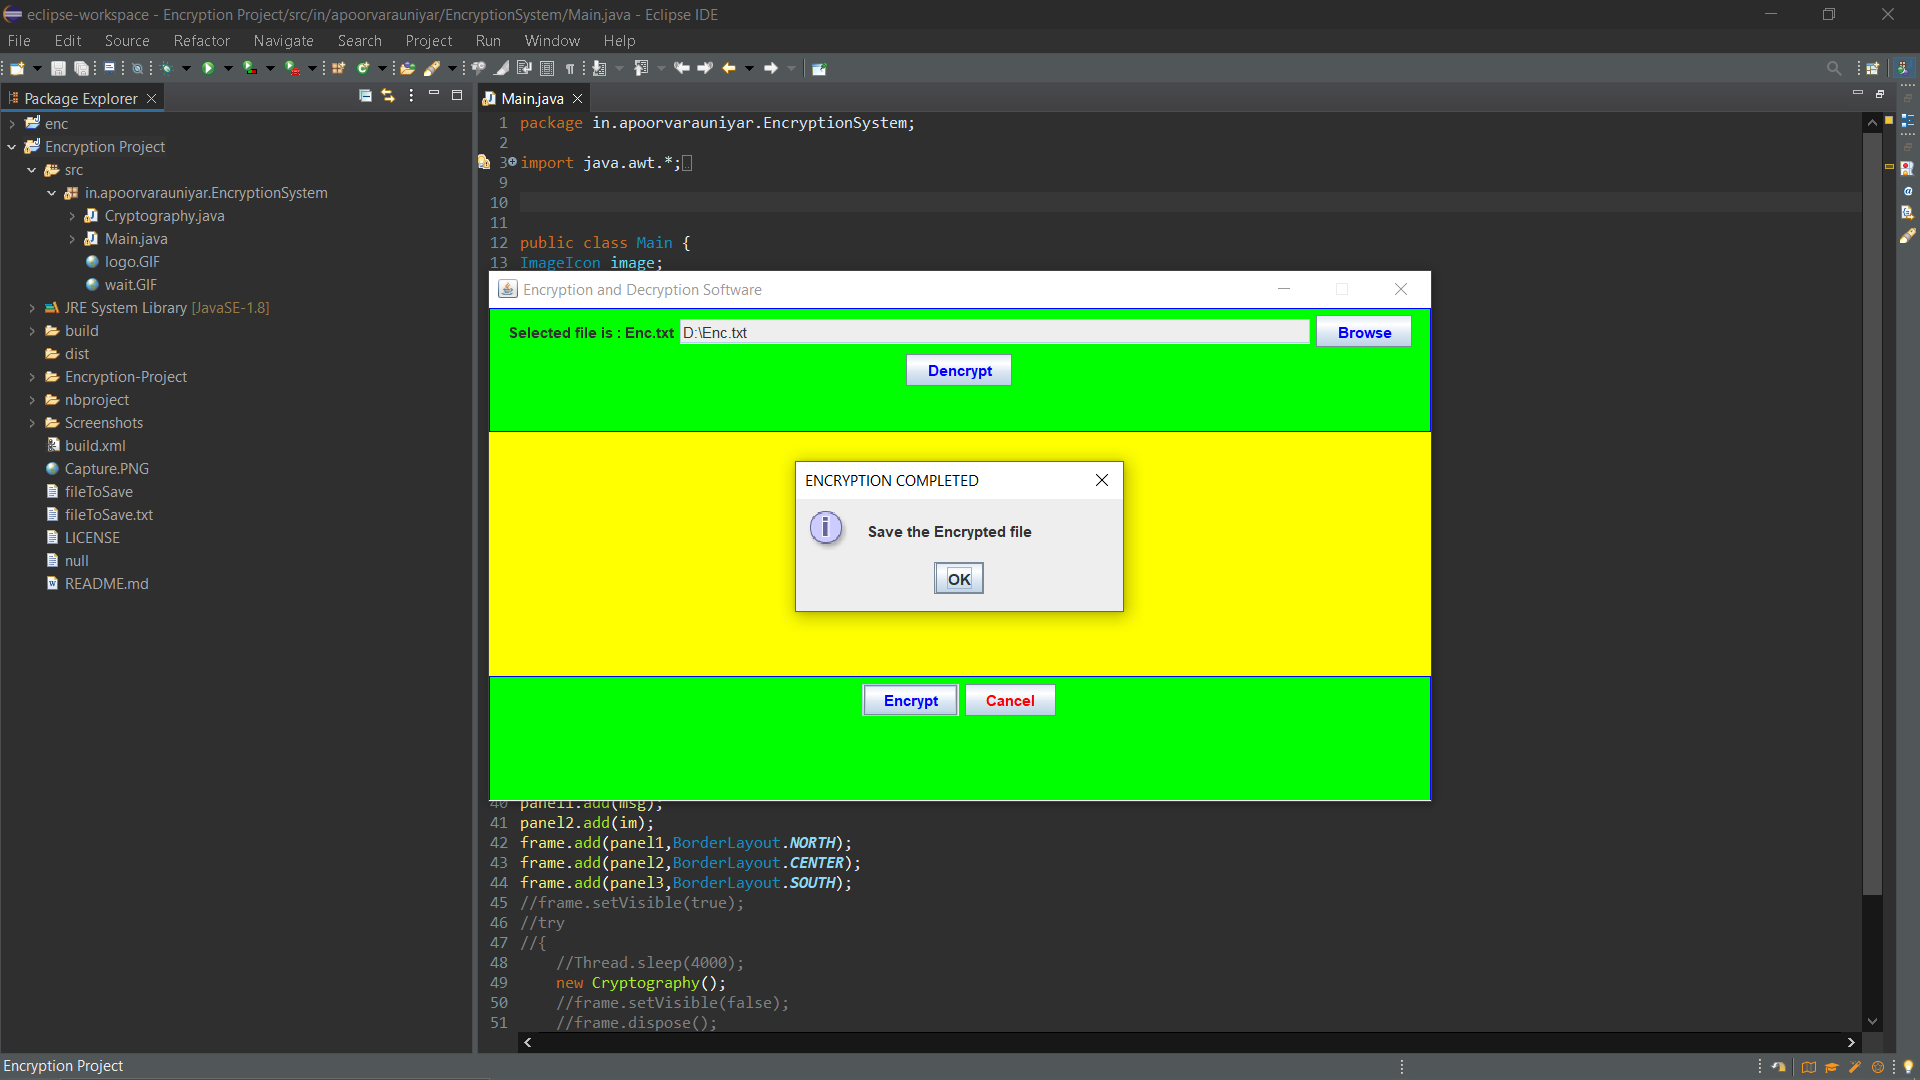 eclipse-workspace - Encryption Project/src/in/apoorvarauniyar/EncryptionSystem/Main.java - Eclipse IDE
File Edit Source Refactor Navigate Search Project Run Window Help
Package Explorer
enc
Encryption Project
src
in.apoorvarauniyar.EncryptionSystem
Cryptography.java
Main.java
logo.GIF
wait.GIF
JRE System Library [JavaSE-1.8]
build
dist
Encryption-Project
nbproject
Screenshots
build.xml
Capture.PNG
fileToSave
fileToSave.txt
LICENSE
null
README.md
Main.java
1 package in.apoorvarauniyar.EncryptionSystem;
2
3 import java.awt.*;
9
10
11
12 public class Main {
13 ImageIcon image;
Encryption and Decryption Software
Selected file is : Enc.txt D:\Enc.txt Browse
Dencrypt
ENCRYPTION COMPLETED
Save the Encrypted file
OK
Encrypt Cancel
40 panel1.add(msg);
41 panel2.add(im);
42 frame.add(panel1,BorderLayout.NORTH);
43 frame.add(panel2,BorderLayout.CENTER);
44 frame.add(panel3,BorderLayout.SOUTH);
45 //frame.setVisible(true);
46 //try
47 //{
48 //Thread.sleep(4000);
49 new Cryptography();
50 //frame.setVisible(false);
51 //frame.dispose();
Encryption Project